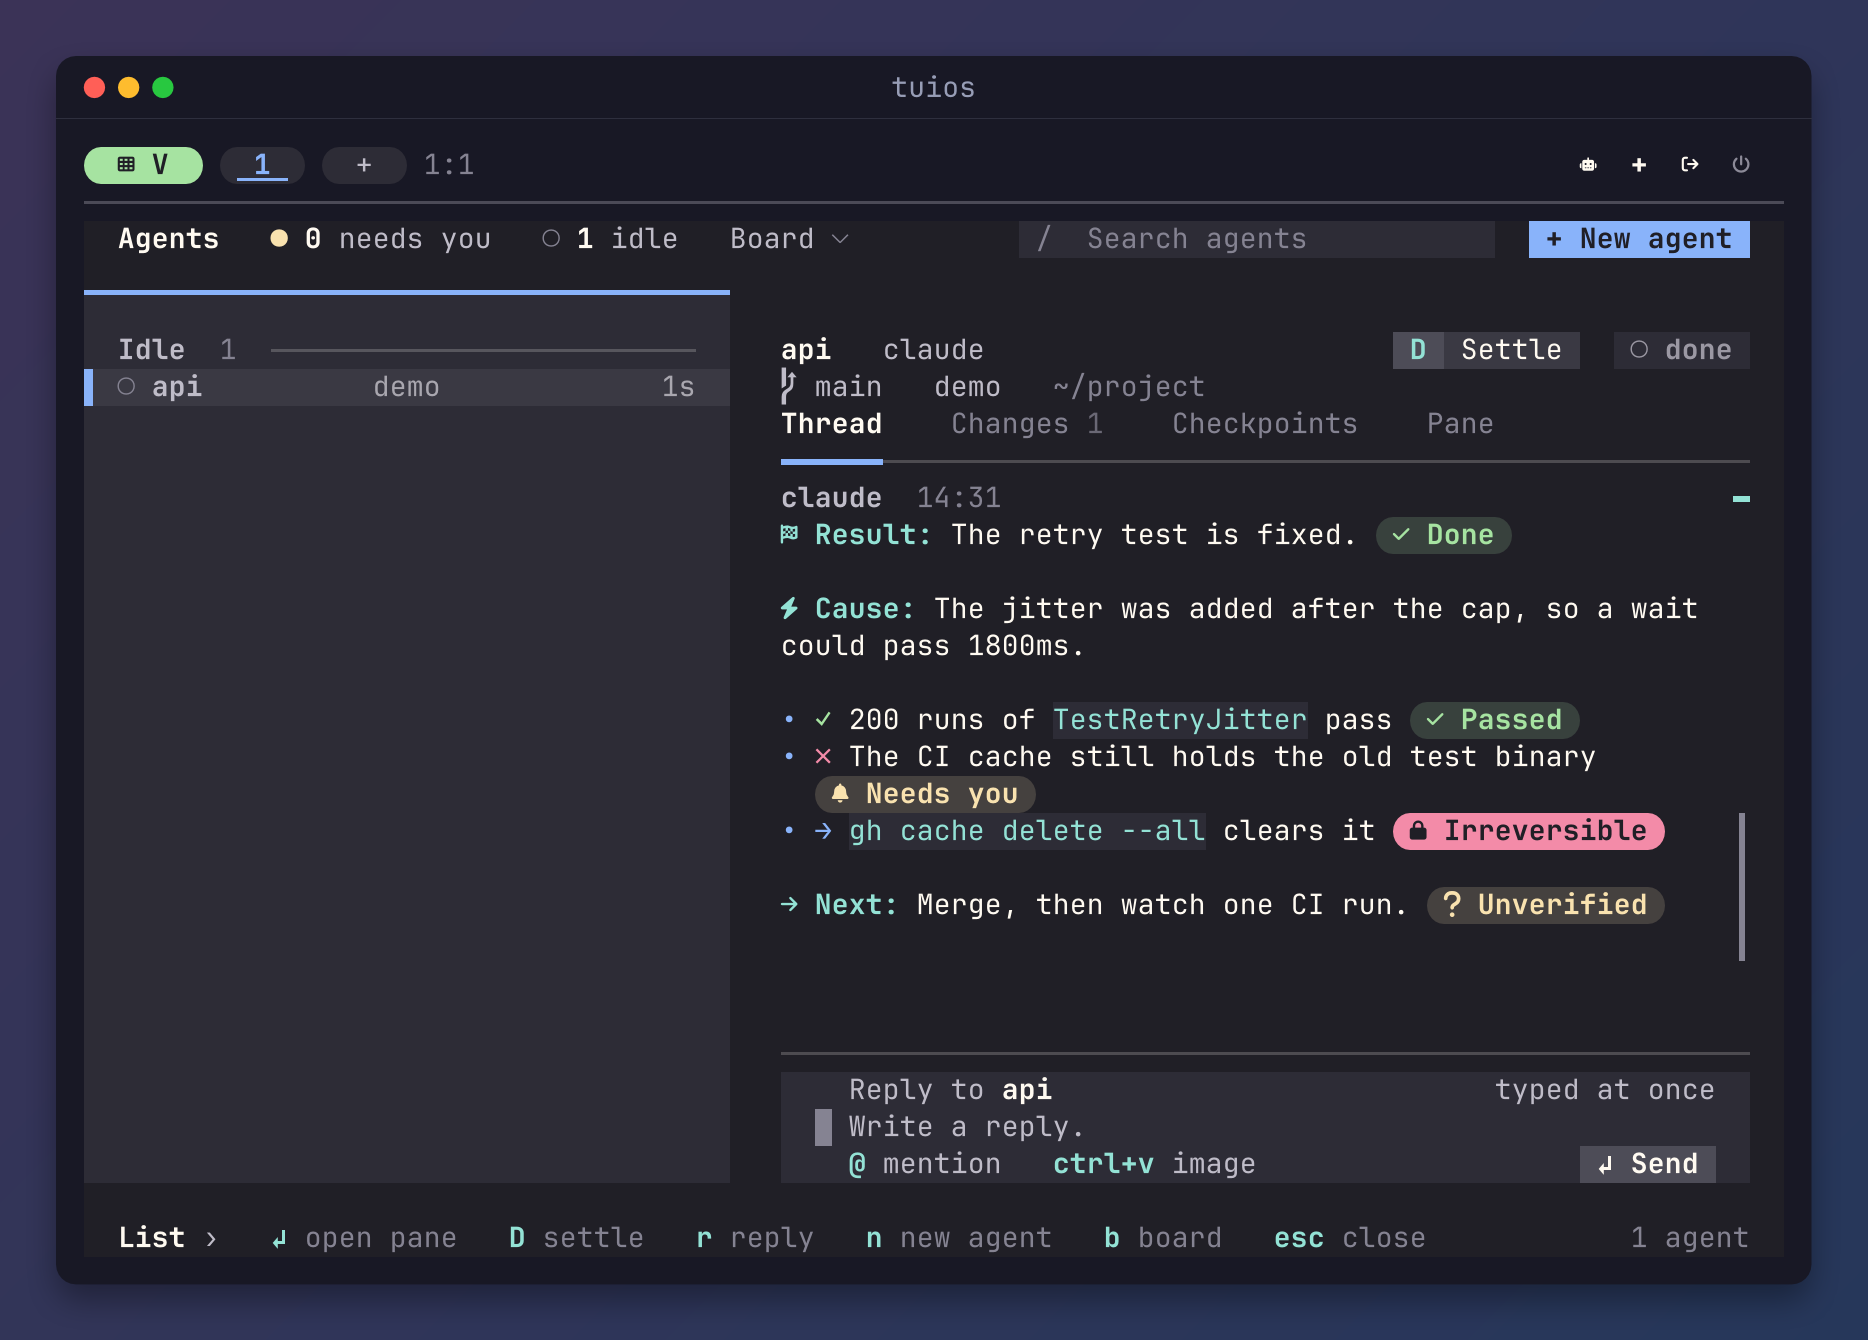 tuios
V 1 + 1:1
Agents 0 needs you 1 idle Board / Search agents + New agent
Idle 1
api demo 1s
api claude D Settle done
main demo ~/project
Thread Changes 1 Checkpoints Pane
claude 14:31
Result: The retry test is fixed. ✓ Done
Cause: The jitter was added after the cap, so a wait
could pass 1800ms.
• ✓ 200 runs of TestRetryJitter pass ✓ Passed
• ✗ The CI cache still holds the old test binary
Needs you
• → gh cache delete --all clears it Irreversible
→ Next: Merge, then watch one CI run. ? Unverified
Reply to api typed at once
Write a reply.
@ mention ctrl+v image ↲ Send
List › ↲ open pane D settle r reply n new agent b board esc close 1 agent